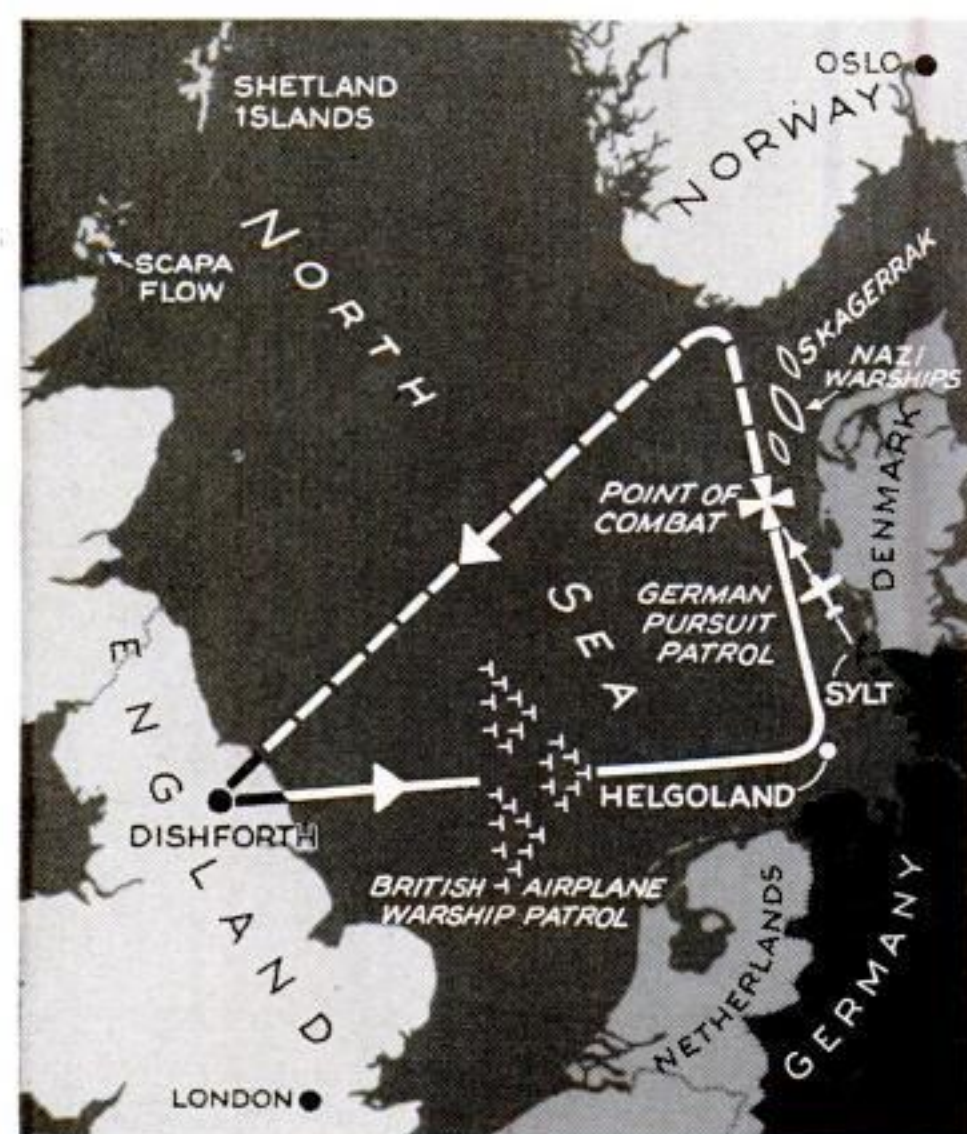 SHETLAND
1SLANDS
OSLO
NORWAY
SCAPA
FLOW
NORTH
SKAGERRAK
NAZI
WARSHIPS
POINT OF
COMBAT
DENMARK
SEA
GERMAN
PURSUIT
PATROL
SYLT
ENGLAND
HELGOLAND
DISHFORTH
BRITISH AIRPLANE
WARSHIP PATROL
NETHERLANDS
GERMANY
LONDON